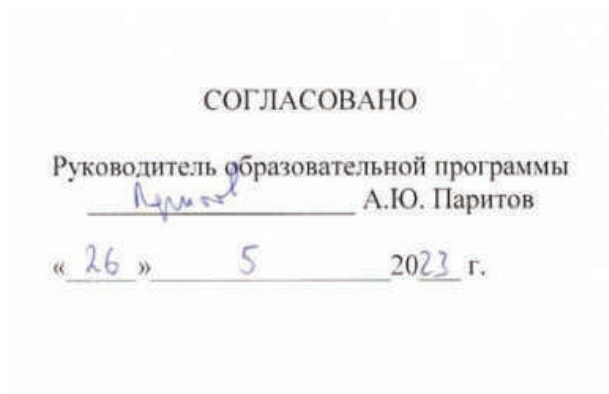 СОГЛАСОВАНО
Руководитель образовательной программы
А.Ю. Паритов
« 26 » 5 2023 г.